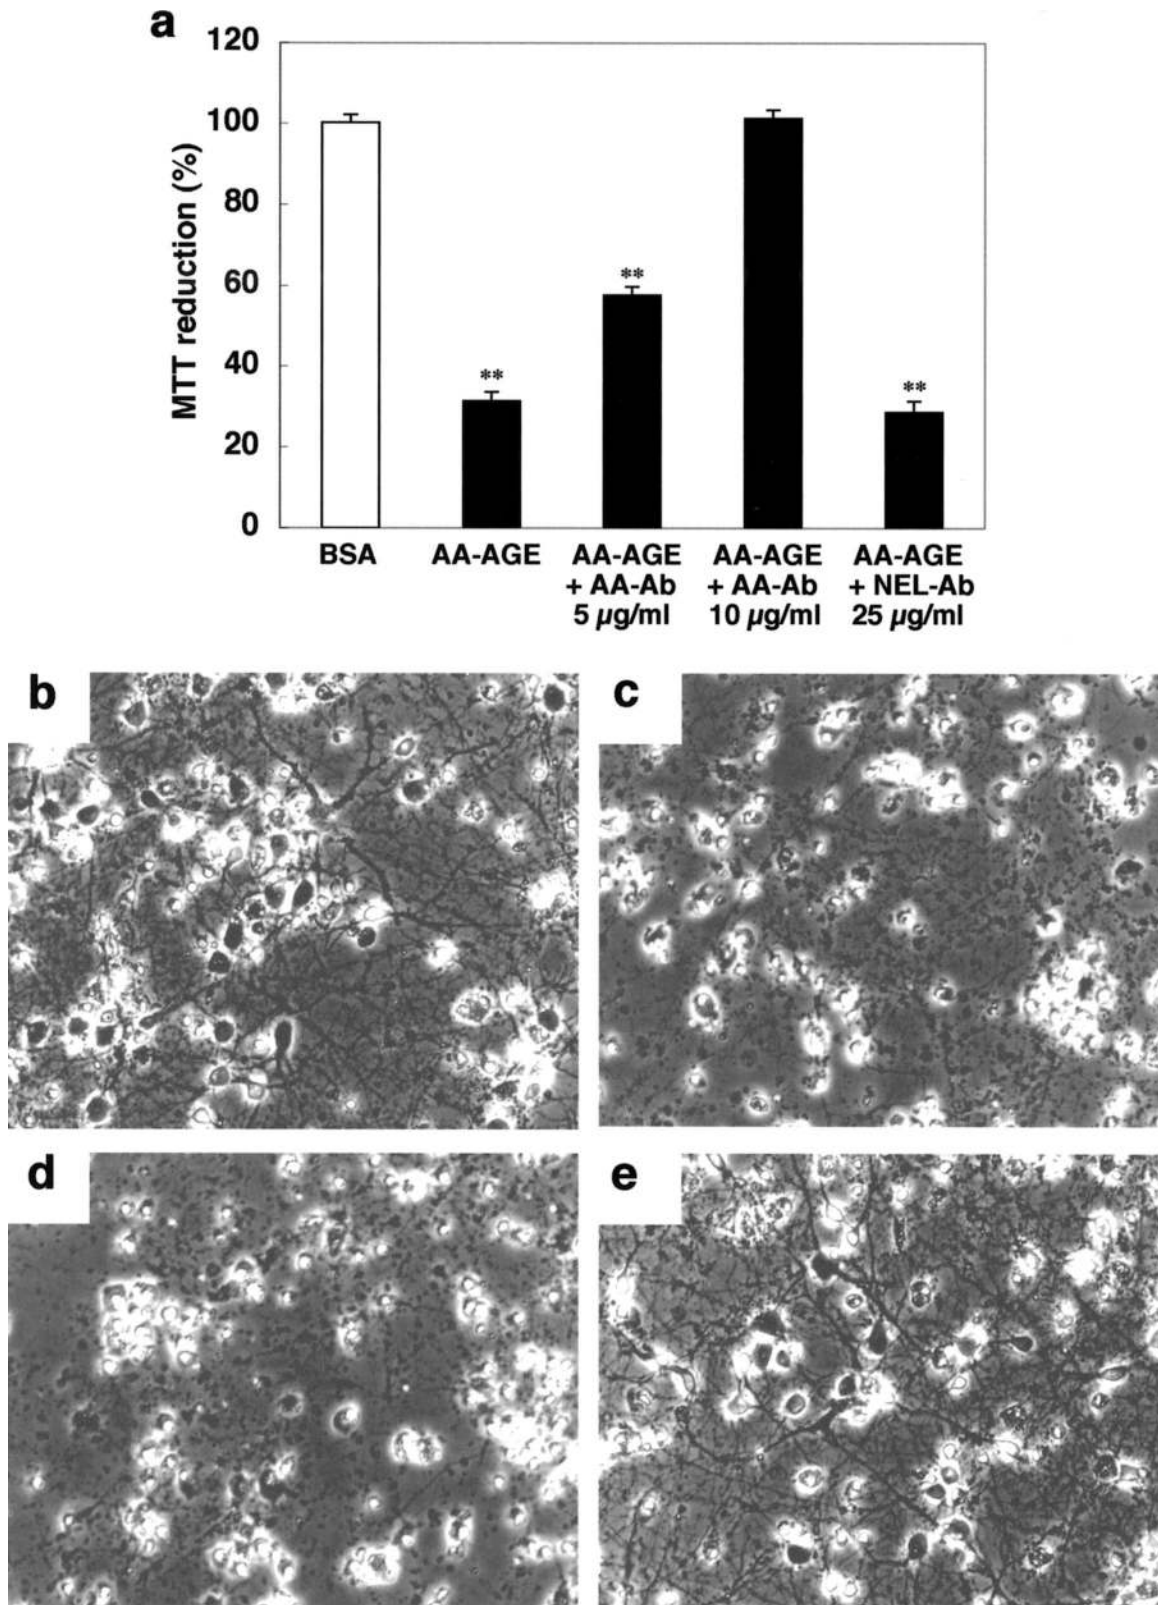 a
120
100
80
60
40
20
0
MTT reduction (%)
**
**
**
BSA
AA-AGE
AA-AGE
+ AA-Ab
5 µg/ml
AA-AGE
+ AA-Ab
10 µg/ml
AA-AGE
+ NEL-Ab
25 µg/ml
b
c
d
e